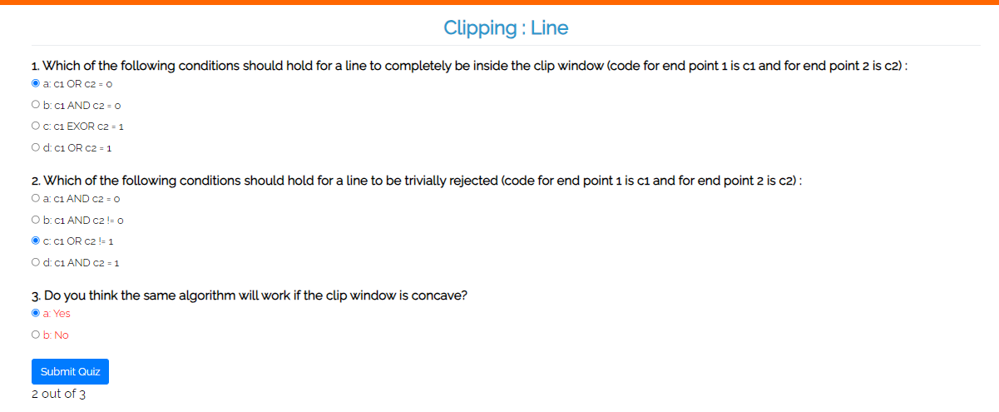 Clipping : Line
1. Which of the following conditions should hold for a line to completely be inside the clip window (code for end point 1 is c1 and for end point 2 is c2) :
a: c1 OR c2 = 0
b: c1 AND c2 = 0
c: c1 EXOR c2 = 1
d: c1 OR c2 = 1
2. Which of the following conditions should hold for a line to be trivially rejected (code for end point 1 is c1 and for end point 2 is c2) :
a: c1 AND c2 = 0
b: c1 AND c2 != 0
c: c1 OR c2 != 1
d: c1 AND c2 = 1
3. Do you think the same algorithm will work if the clip window is concave?
a: Yes
b: No
Submit Quiz
2 out of 3